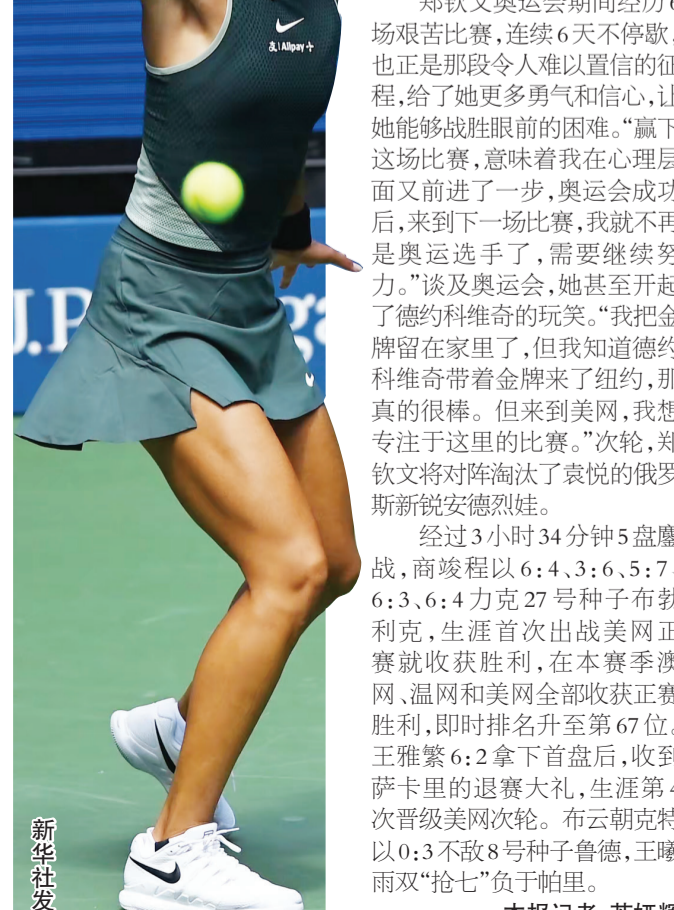 支|Alipay
J.P
郑钦文奥运会期间经历6
场艰苦比赛,连续6天不停歇,
也正是那段令人难以置信的征
程,给了她更多勇气和信心,让
她能够战胜眼前的困难。“赢下
这场比赛,意味着我在心理层
面又前进了一步,奥运会成功
后,来到下一场比赛,我就不再
是奥运选手了,需要继续努
力。”谈及奥运会,她甚至开起
了德约科维奇的玩笑。“我把金
牌留在家里了,但我知道德约
科维奇带着金牌来了纽约,那
真的很棒。但来到美网,我想
专注于这里的比赛。”次轮,郑
钦文将对阵淘汰了袁悦的俄罗
斯新锐安德烈娃。
经过3小时34分钟5盘鏖
战,商竣程以6:4、3:6、5:7、
6:3、6:4力克27号种子布勃
利克,生涯首次出战美网正
赛就收获胜利,在本赛季澳
网、温网和美网全部收获正赛
胜利,即时排名升至第67位。
王雅繁6:2拿下首盘后,收到
萨卡里的退赛大礼,生涯第4
次晋级美网次轮。布云朝克特
以0:3不敌8号种子鲁德,王曦
雨双“抢七”负于帕里。
新华社发